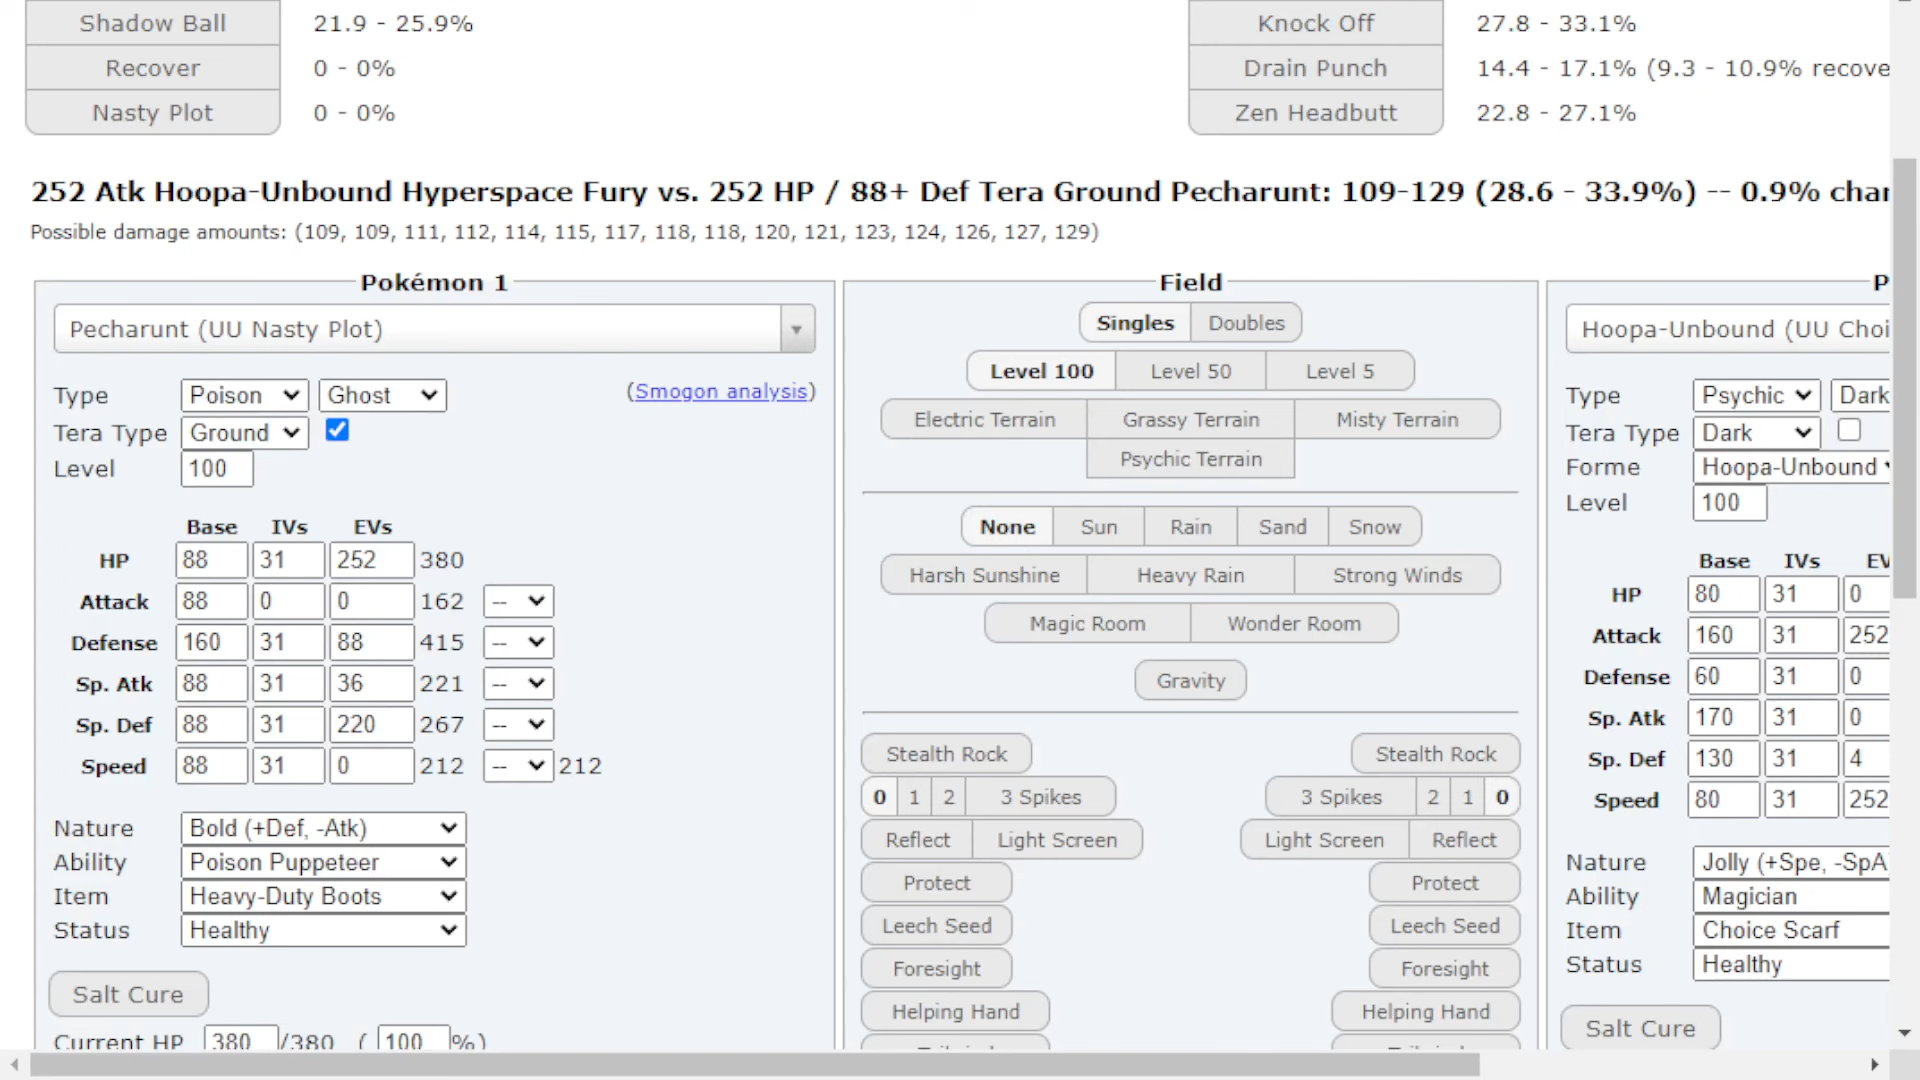 Shadow Ball 21.9 - 25.9%
Recover 0 - 0%
Nasty Plot 0 - 0%
Knock Off 27.8 - 33.1%
Drain Punch 14.4 - 17.1% (9.3 - 10.9% recove
Zen Headbutt 22.8 - 27.1%
252 Atk Hoopa-Unbound Hyperspace Fury vs. 252 HP / 88+ Def Tera Ground Pecharunt: 109-129 (28.6 - 33.9%) -- 0.9% char
Possible damage amounts: (109, 109, 111, 112, 114, 115, 117, 118, 118, 120, 121, 123, 124, 126, 127, 129)
Pokémon 1
Pecharunt (UU Nasty Plot)
Type Poison Ghost (Smogon analysis)
Tera Type Ground
Level 100
Base IVs EVs
HP 88 31 252 380
Attack 88 0 0 162 --
Defense 160 31 88 415 --
Sp. Atk 88 31 36 221 --
Sp. Def 88 31 220 267 --
Speed 88 31 0 212 -- 212
Nature Bold (+Def, -Atk)
Ability Poison Puppeteer
Item Heavy-Duty Boots
Status Healthy
Salt Cure
Current HP 380 /380 ( 100 %)
Field
Singles Doubles
Level 100 Level 50 Level 5
Electric Terrain Grassy Terrain Misty Terrain
Psychic Terrain
None Sun Rain Sand Snow
Harsh Sunshine Heavy Rain Strong Winds
Magic Room Wonder Room
Gravity
Stealth Rock Stealth Rock
0 1 2 3 Spikes 3 Spikes 2 1 0
Reflect Light Screen Light Screen Reflect
Protect Protect
Leech Seed Leech Seed
Foresight Foresight
Helping Hand Helping Hand
P
Hoopa-Unbound (UU Choi
Type Psychic Dark
Tera Type Dark
Forme Hoopa-Unbound
Level 100
Base IVs EV
HP 80 31 0
Attack 160 31 252
Defense 60 31 0
Sp. Atk 170 31 0
Sp. Def 130 31 4
Speed 80 31 252
Nature Jolly (+Spe, -SpA
Ability Magician
Item Choice Scarf
Status Healthy
Salt Cure